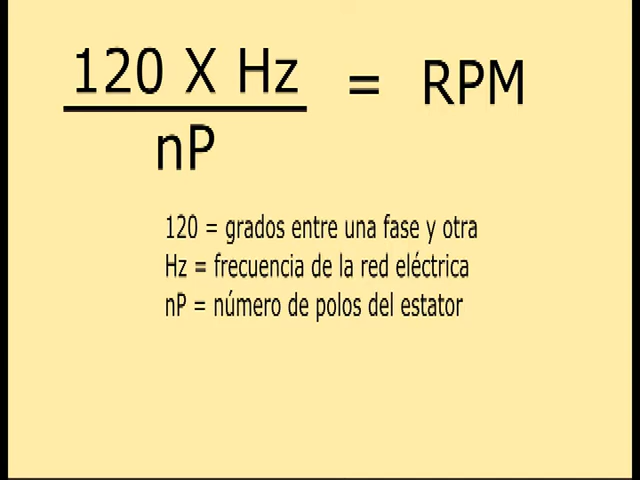 120 X Hz = RPM
nP
120 = grados entre una fase y otra
Hz = frecuencia de la red eléctrica
nP = número de polos del estator